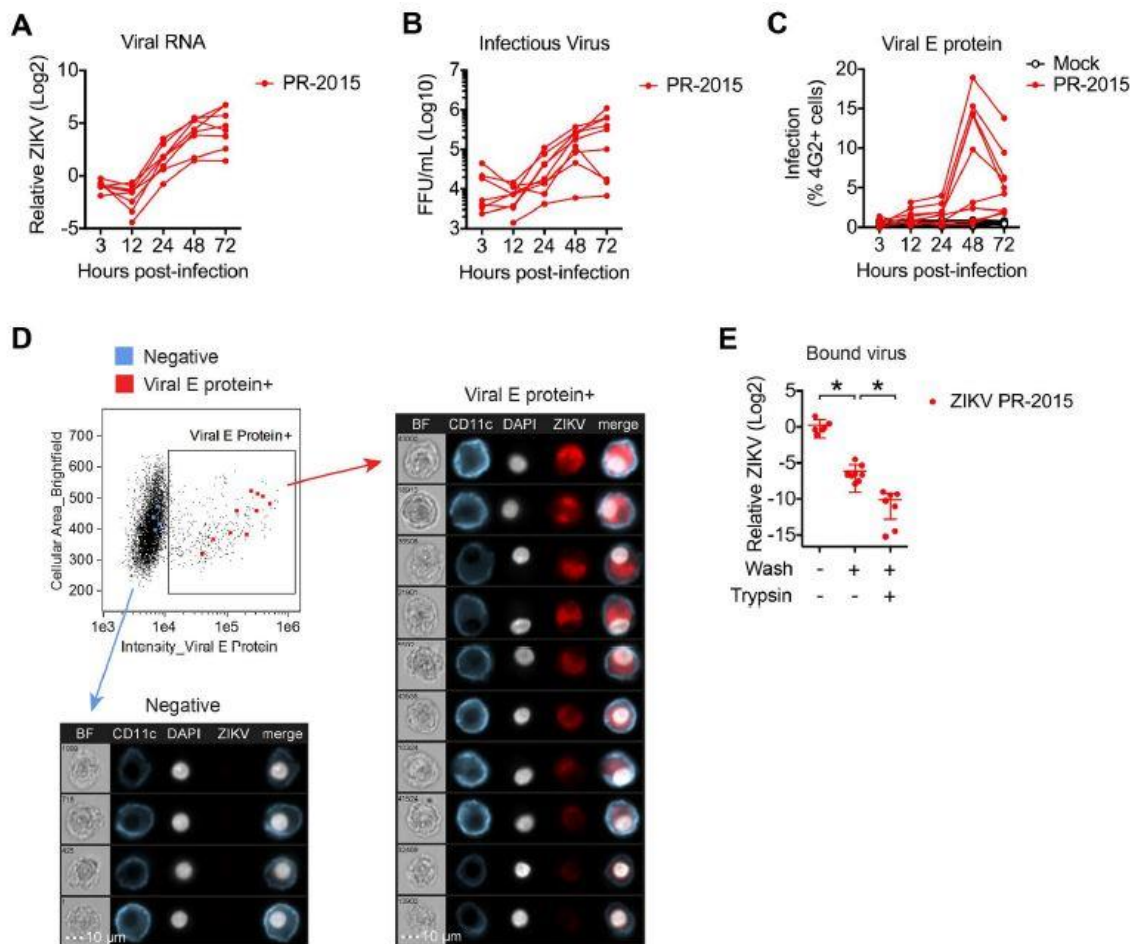 A
Viral RNA
Relative ZIKV (Log2)
10
5
0
-5
3 12 24 48 72
Hours post-infection
PR-2015
B
Infectious Virus
FFU/mL (Log10)
7
6
5
4
3
3 12 24 48 72
Hours post-infection
PR-2015
C
Viral E protein
Infection
(% 4G2+ cells)
20
15
10
5
0
3 12 24 48 72
Hours post-infection
Mock
PR-2015
D
Negative
Viral E protein+
Viral E Protein+
Cellular Area_Brightfield
700
600
500
400
300
200
1e3 1e4 1e5 1e6
Intensity_Viral E Protein
Negative
BF CD11c DAPI ZIKV merge
718
425
10 µm
Viral E protein+
BF CD11c DAPI ZIKV merge
10 µm
E
Bound virus
Relative ZIKV (Log2)
5
0
-5
-10
-15
* *
ZIKV PR-2015
Wash - + +
Trypsin - - +